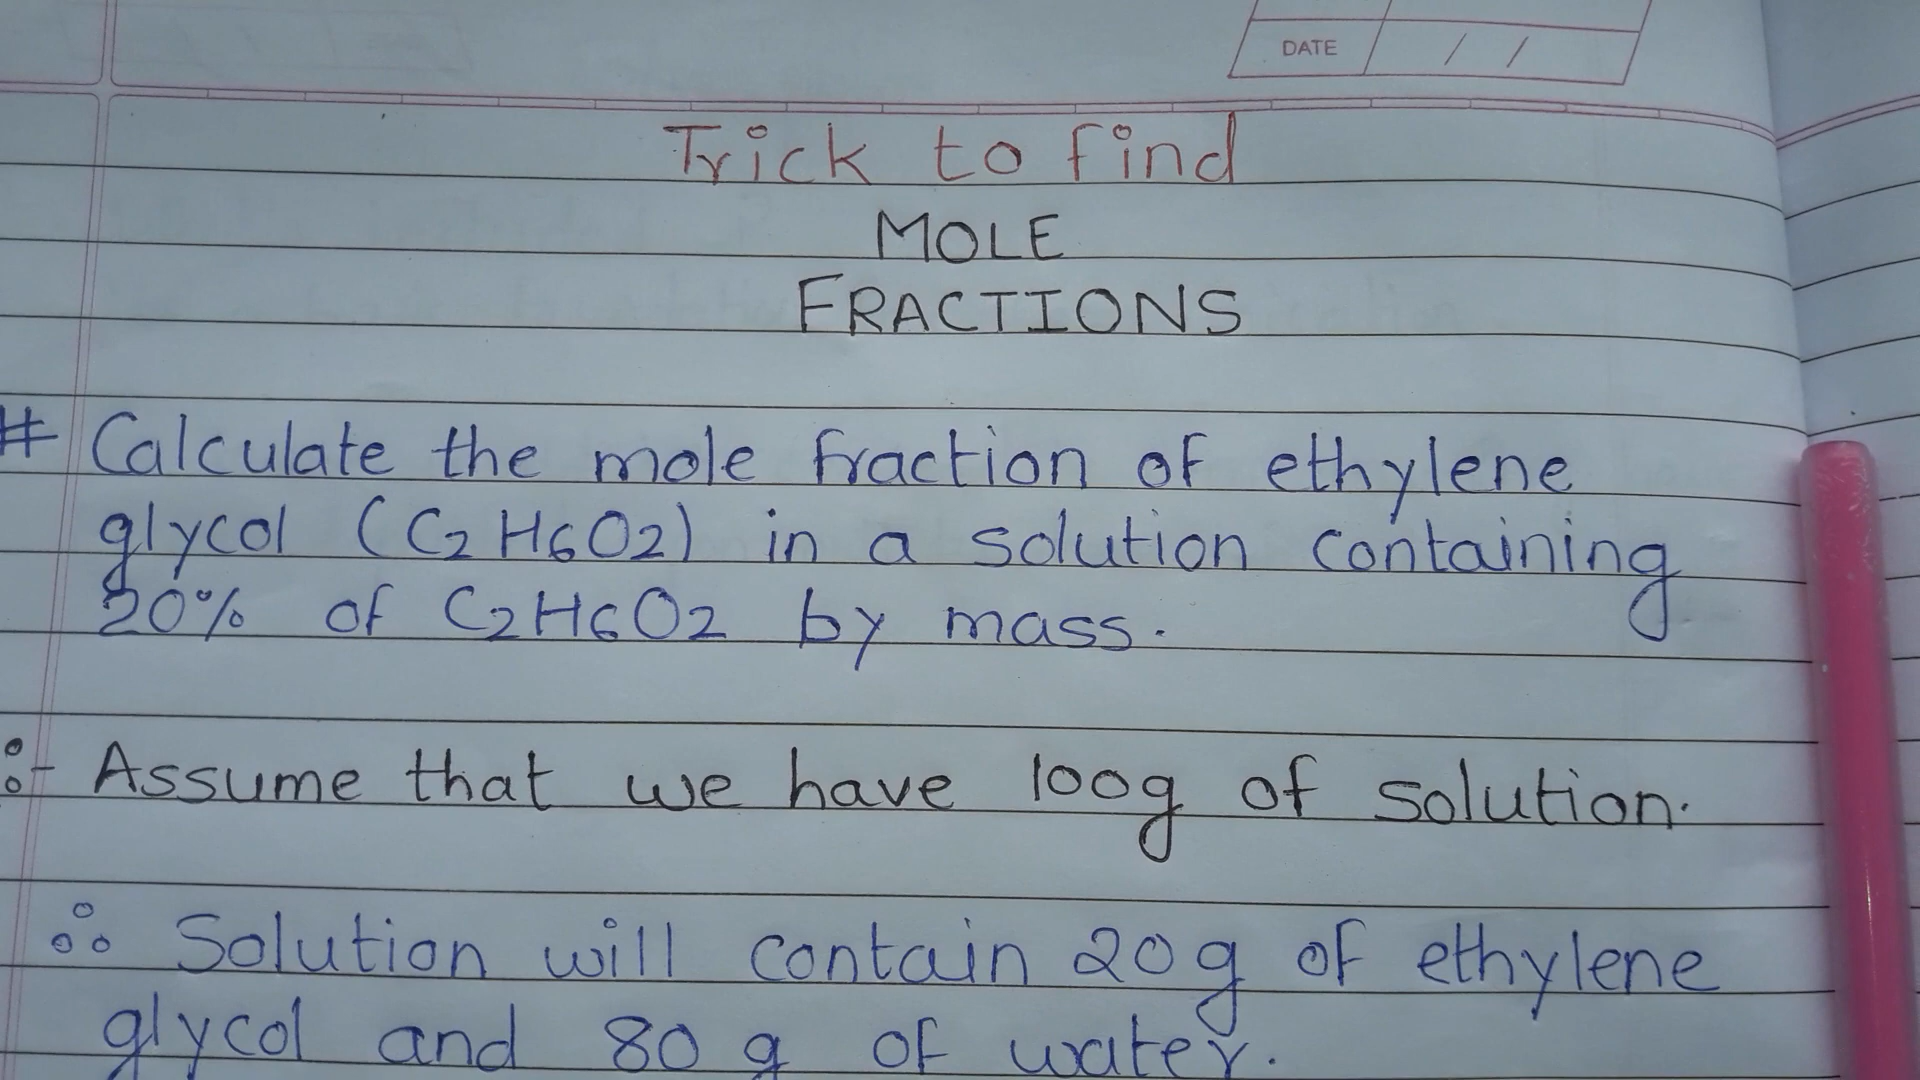 DATE / /
Trick to find
MOLE
FRACTIONS
# Calculate the mole fraction of ethylene
glycol (C2H6O2) in a solution containing
20% of C2H6O2 by mass.
:- Assume that we have 100g of solution.
∴ Solution will contain 20g of ethylene
glycol and 80 g of water.